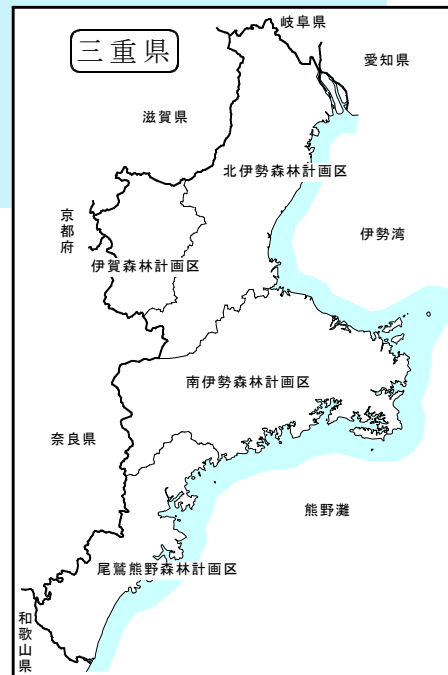 岐阜県
三重県
愛知県
滋賀県
北伊勢森林計画区
京都府
伊勢湾
伊賀森林計画区
南伊勢森林計画区
奈良県
熊野灘
尾鷲熊野森林計画区
和歌山県